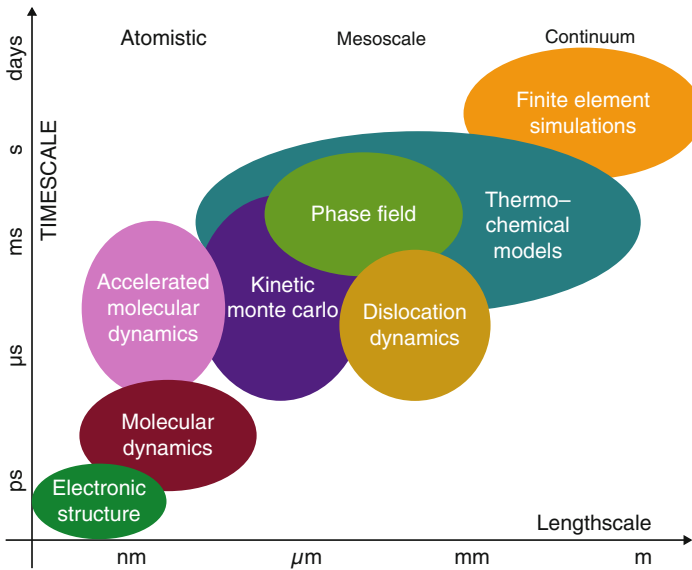 Atomistic
Mesoscale
Continuum
days
s
ms
µs
ps
TIMESCALE
Finite element
simulations
Thermo–
chemical
models
Phase field
Accelerated
molecular
dynamics
Kinetic
monte carlo
Dislocation
dynamics
Molecular
dynamics
Electronic
structure
Lengthscale
nm
µm
mm
m